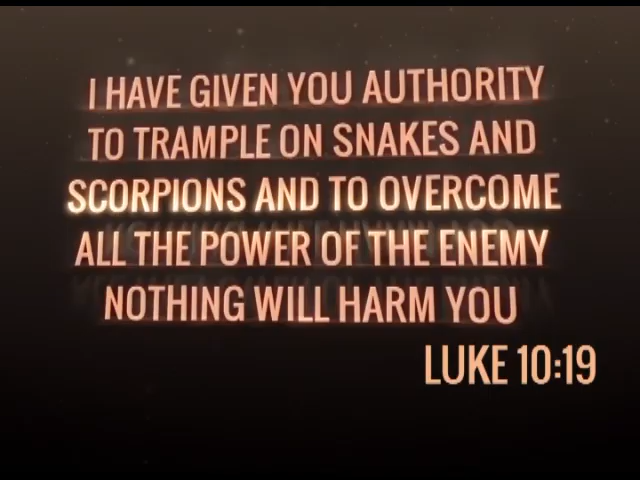 I HAVE GIVEN YOU AUTHORITY
TO TRAMPLE ON SNAKES AND
SCORPIONS AND TO OVERCOME
ALL THE POWER OF THE ENEMY
NOTHING WILL HARM YOU
LUKE 10:19